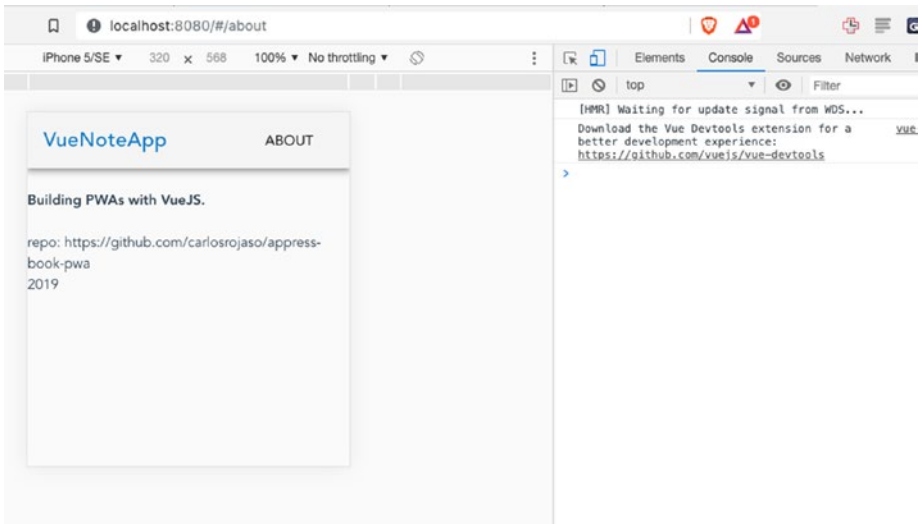 localhost:8080/#/about
iPhone 5/SE ▼ 320 x 568 100% ▼ No throttling ▼
Elements Console Sources Network
top ▼ Filter
[HMR] Waiting for update signal from WDS...
Download the Vue Devtools extension for a vue
better development experience:
https://github.com/vuejs/vue-devtools
>
VueNoteApp ABOUT
Building PWAs with VueJS.
repo: https://github.com/carlosrojaso/appress-
book-pwa
2019